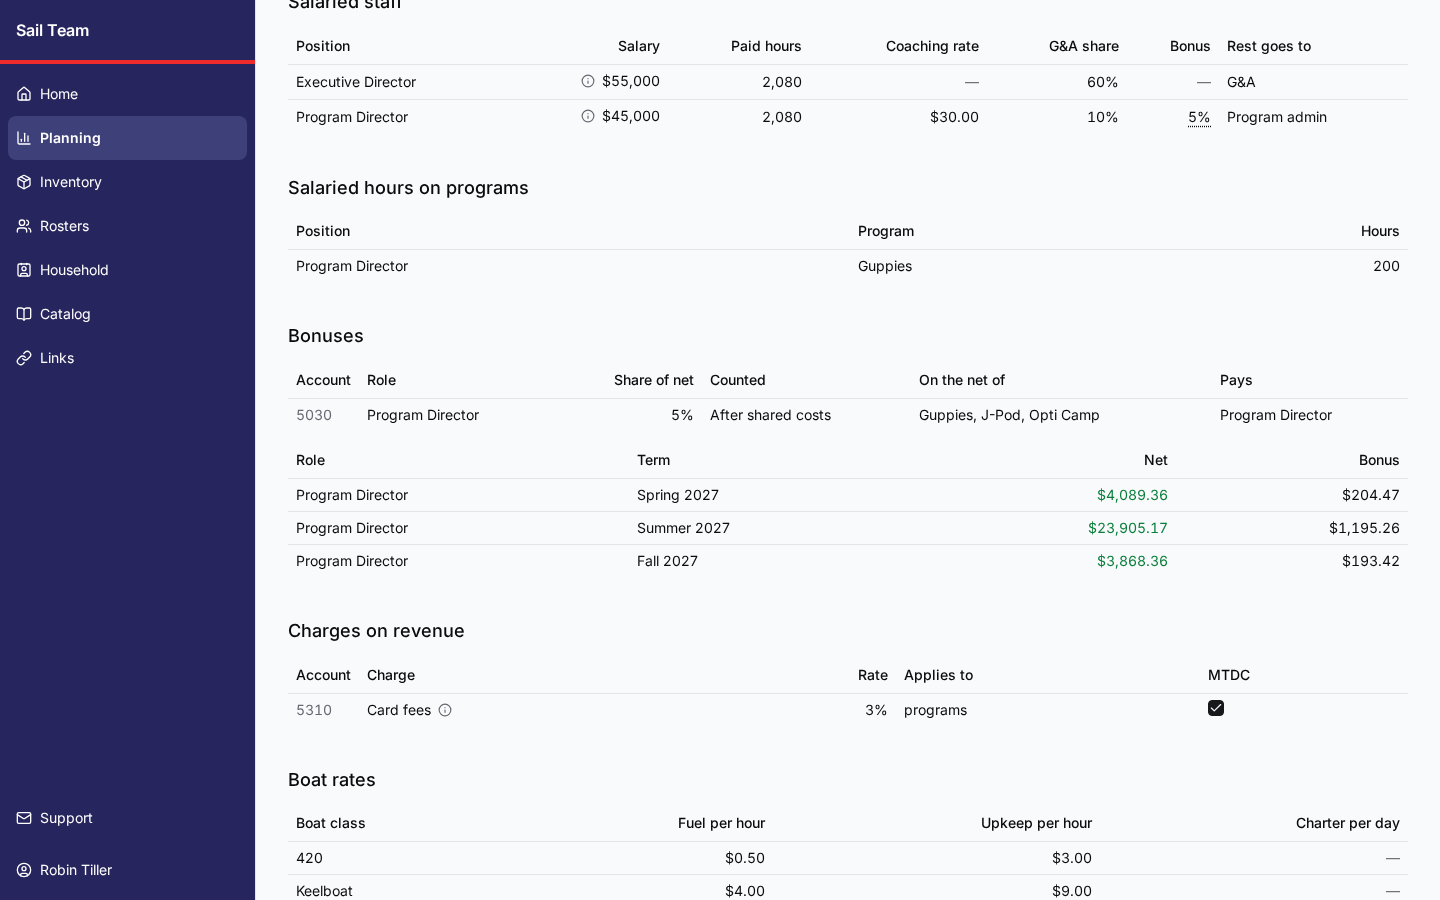 Sail Team
Home
Planning
Inventory
Rosters
Household
Catalog
Links
Support
Robin Tiller
Salaried staff
Position Salary Paid hours Coaching rate G&A share Bonus Rest goes to
Executive Director $55,000 2,080 — 60% — G&A
Program Director $45,000 2,080 $30.00 10% 5% Program admin
Salaried hours on programs
Position Program Hours
Program Director Guppies 200
Bonuses
Account Role Share of net Counted On the net of Pays
5030 Program Director 5% After shared costs Guppies, J-Pod, Opti Camp Program Director
Role Term Net Bonus
Program Director Spring 2027 $4,089.36 $204.47
Program Director Summer 2027 $23,905.17 $1,195.26
Program Director Fall 2027 $3,868.36 $193.42
Charges on revenue
Account Charge Rate Applies to MTDC
5310 Card fees 3% programs
Boat rates
Boat class Fuel per hour Upkeep per hour Charter per day
420 $0.50 $3.00 —
Keelboat $4.00 $9.00 —